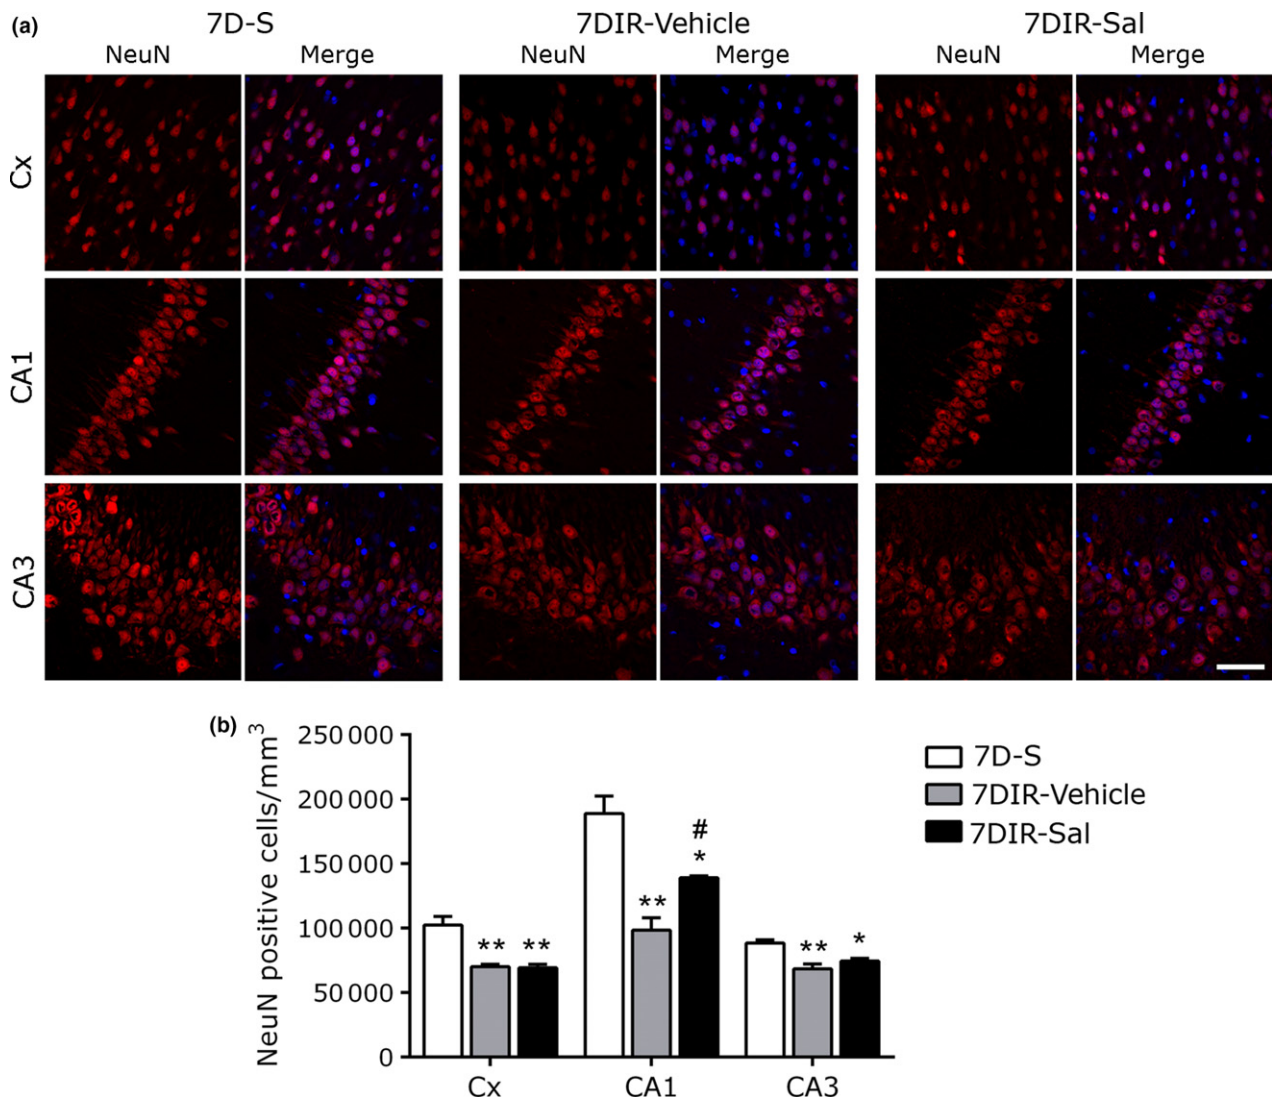 (a) 7D-S 7DIR-Vehicle 7DIR-Sal
NeuN Merge NeuN Merge NeuN Merge
Cx
CA1
CA3
(b)
NeuN positive cells/mm³
250 000
200 000
150 000
100 000
50 000
0
** **
** # *
** *
Cx CA1 CA3
7D-S
7DIR-Vehicle
7DIR-Sal